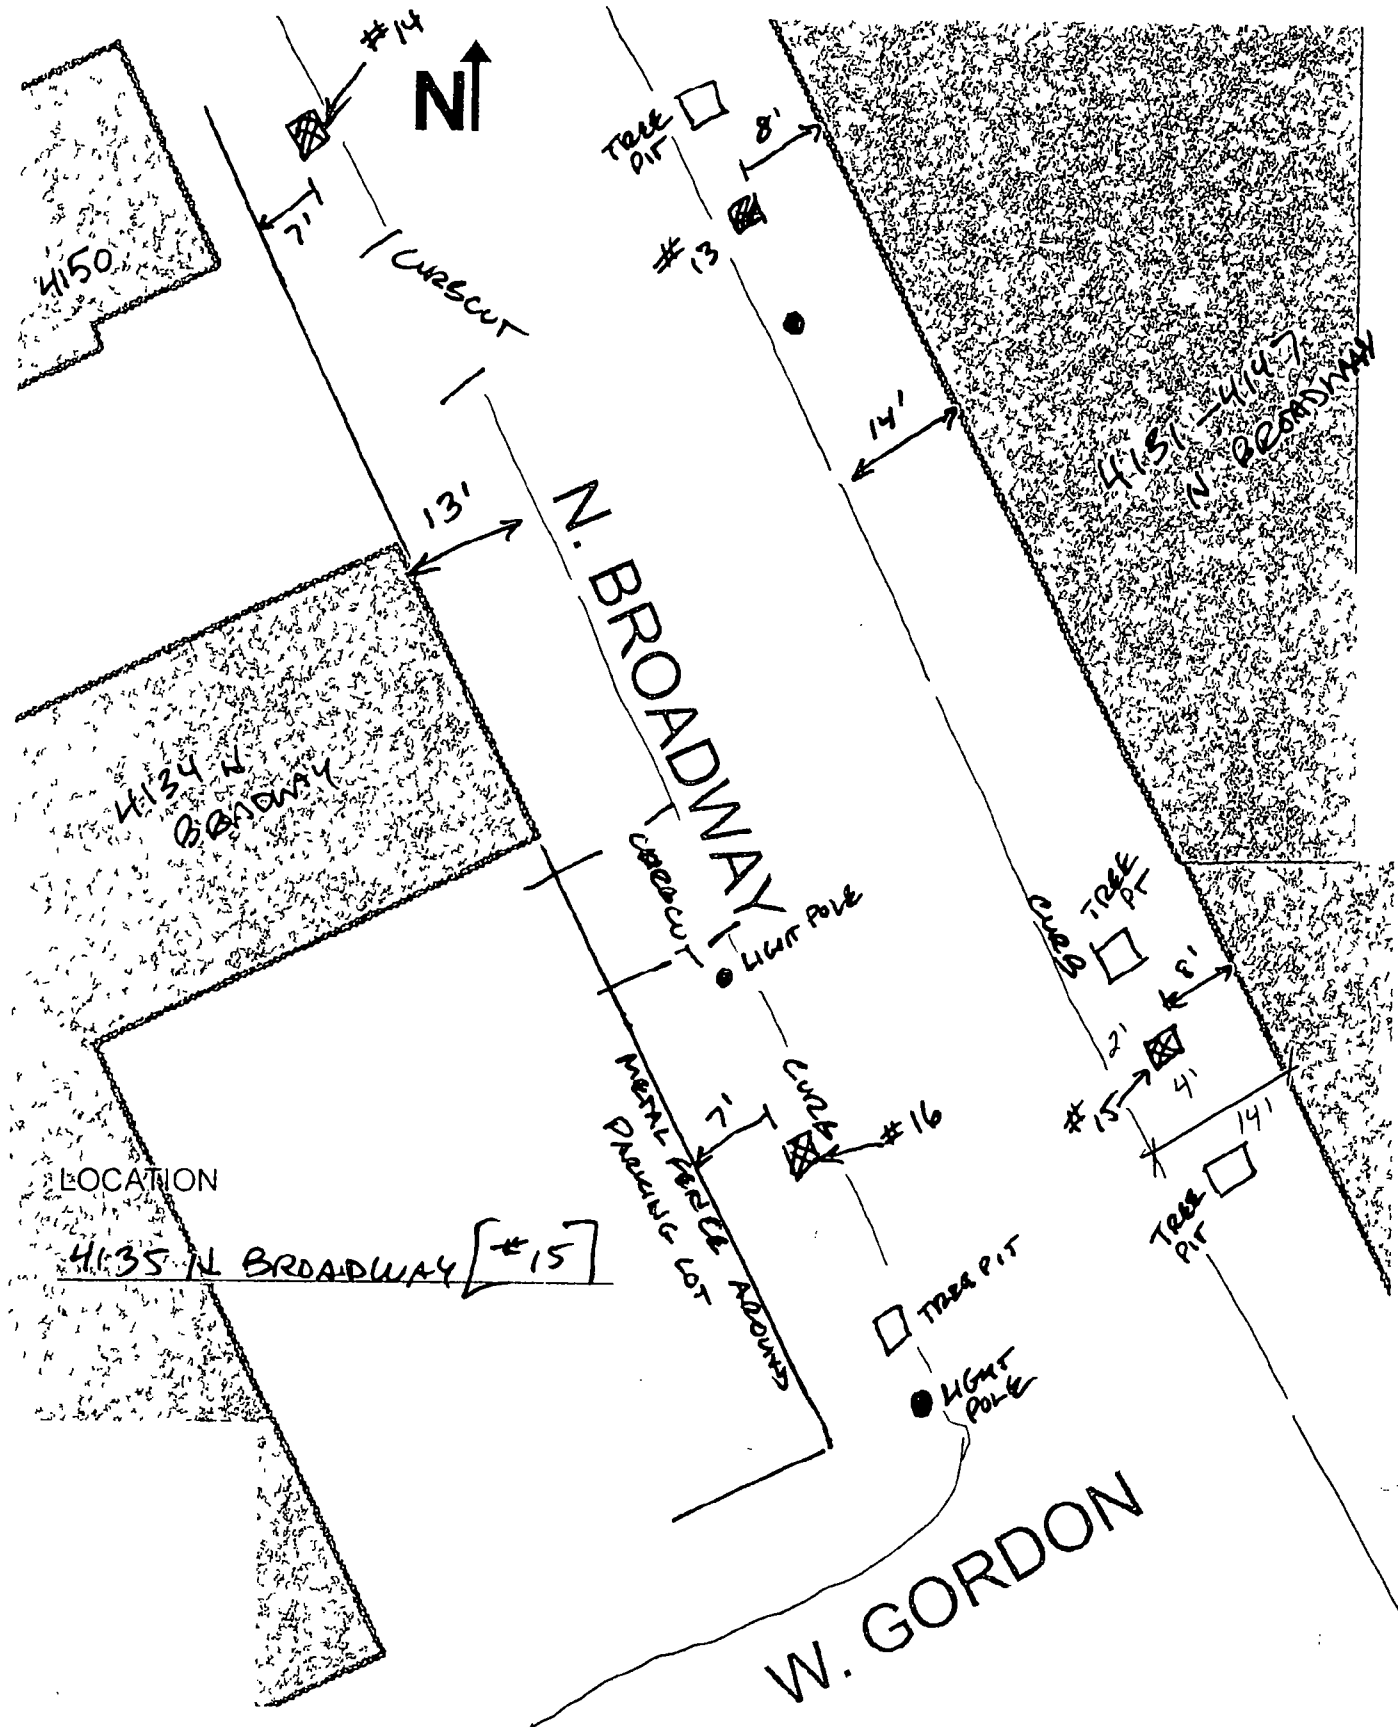 #14
N
TREE
PIT
8'
7'
#13
4150
CURBCUT
14'
4131-4147
N BROADWAY
13'
N. BROADWAY
4134 N
BROADWAY
CURBCUT
LIGHT POLE
CURB
TREE
PT
8'
2'
4'
#15
14'
CURB
7'
#16
METAL FENCE AROUND
PARKING LOT
TREE
PIT
LOCATION
4135 N BROADWAY [#15]
TREE PIT
LIGHT
POLE
W. GORDON